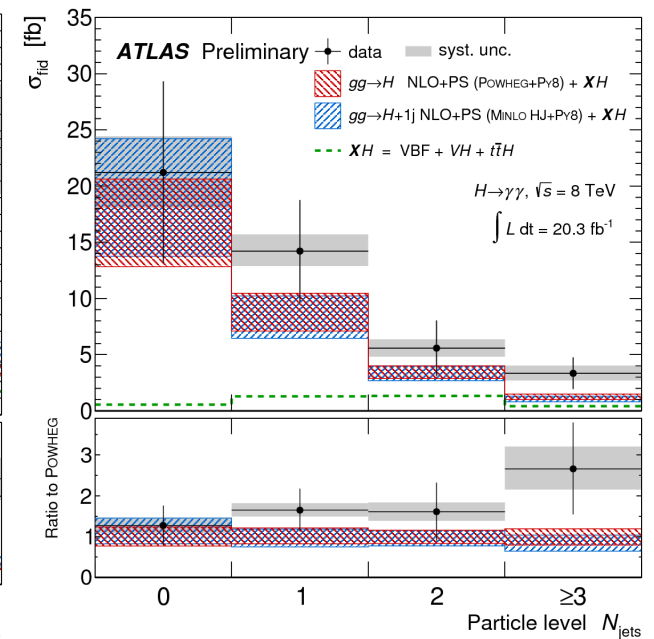 σfid [fb]
ATLAS Preliminary data syst. unc.
gg→H NLO+PS (POWHEG+PY8) + XH
gg→H+1j NLO+PS (MINLO HJ+PY8) + XH
XH = VBF + VH + tt̄H
H→γγ, √s = 8 TeV
∫ L dt = 20.3 fb⁻¹
35
30
25
20
15
10
5
0
Ratio to POWHEG
3
2
1
0
0 1 2 ≥3
Particle level Njets